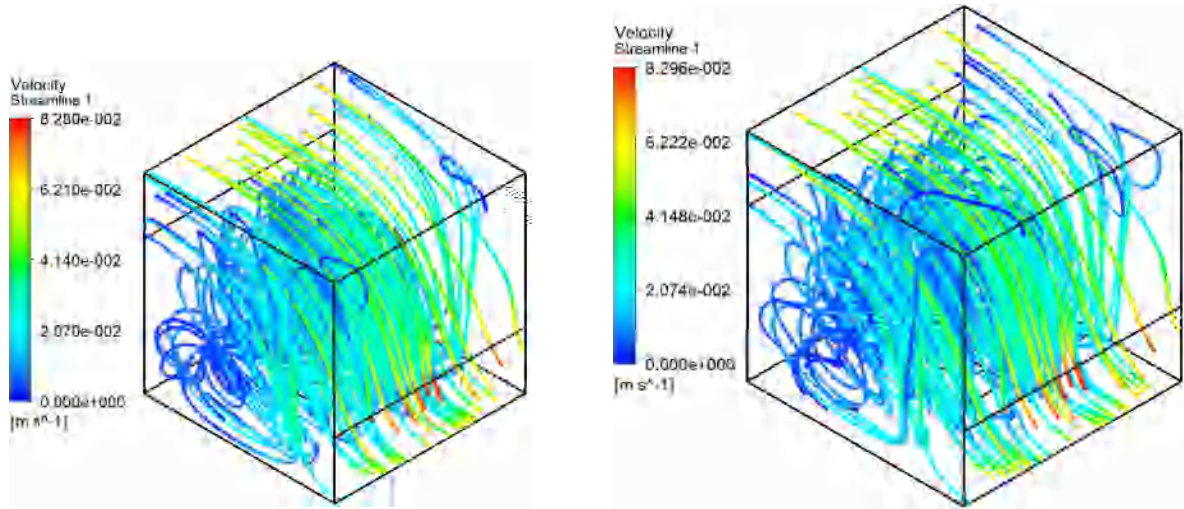 Velocity
Streamline 1
8.280e-002
6.210e-002
4.140e-002
2.070e-002
0.000e+000
[m s^-1]
Velocity
Streamline 1
8.296e-002
6.222e-002
4.148e-002
2.074e-002
0.000e+000
[m s^-1]